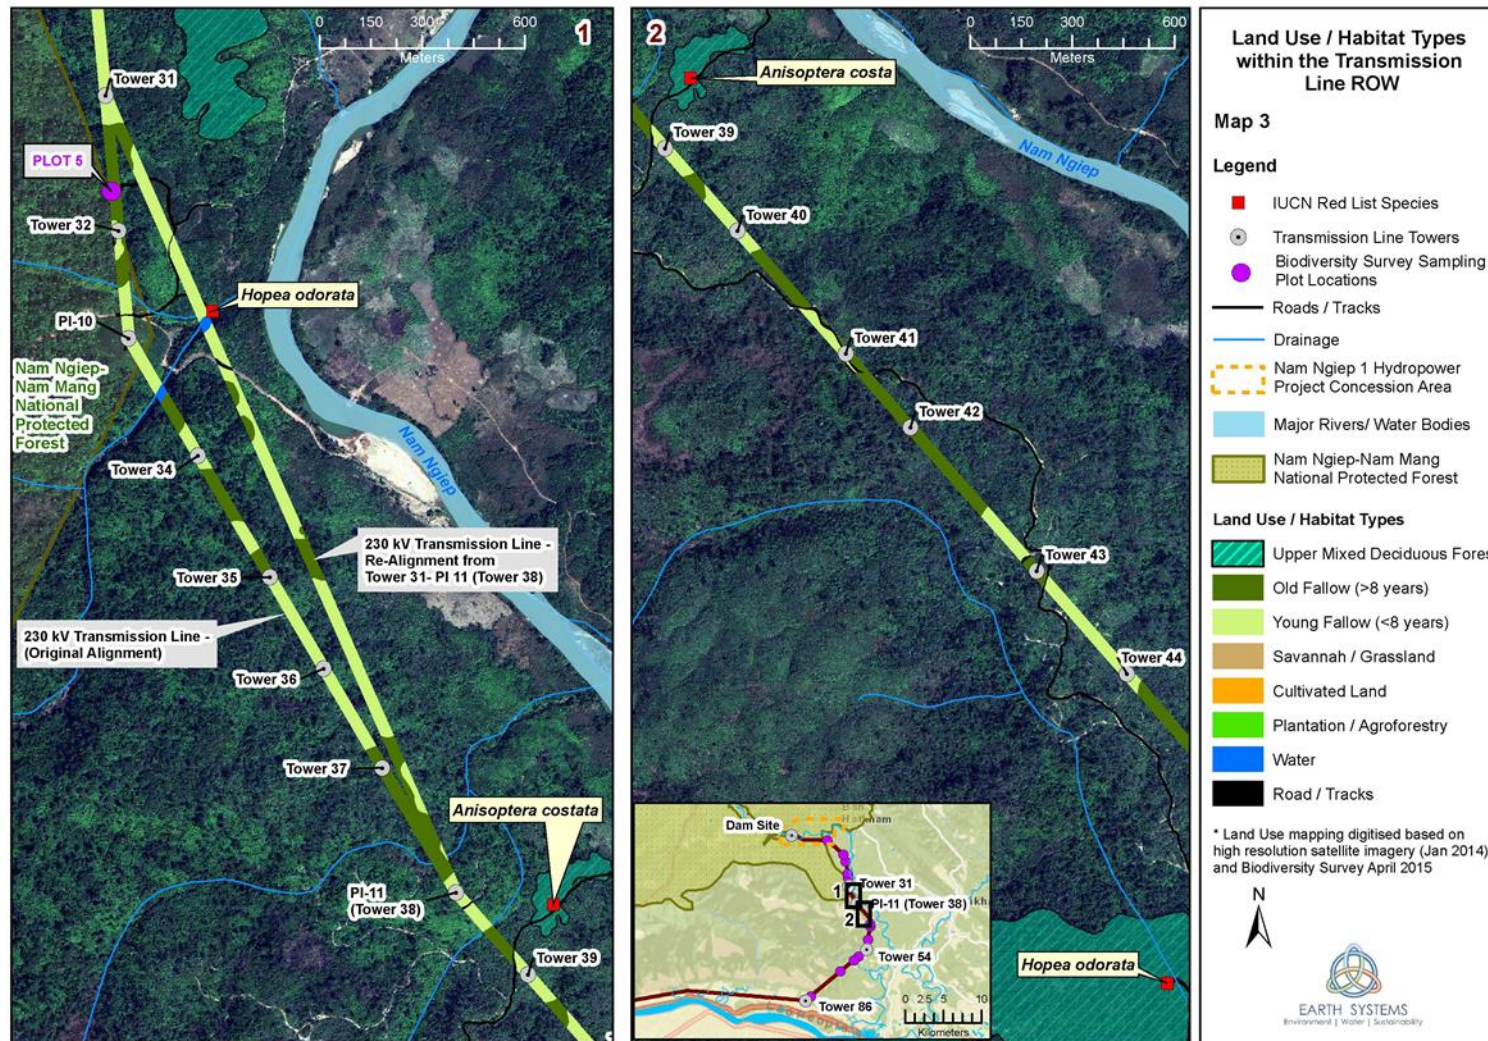 0 150 300 600
Meters
1
Tower 31
PLOT 5
Tower 32
Hopea odorata
PI-10
Nam Ngiep-
Nam Mang
National
Protected
Forest
Tower 34
Nam Ngiep
230 kV Transmission Line -
Re-Alignment from
Tower 31- PI 11 (Tower 38)
Tower 35
230 kV Transmission Line -
(Original Alignment)
Tower 36
Tower 37
Anisoptera costata
PI-11
(Tower 38)
Tower 39
2
0 150 300 600
Meters
Anisoptera costa
Tower 39
Nam Ngiep
Tower 40
Tower 41
Tower 42
Tower 43
Tower 44
Hopea odorata
Dam Site
Tower 31
1
PI-11 (Tower 38)
2
Tower 54
Tower 86
0 2.5 5 10
Kilometers
Land Use / Habitat Types
within the Transmission
Line ROW
Map 3
Legend
IUCN Red List Species
Transmission Line Towers
Biodiversity Survey Sampling
Plot Locations
Roads / Tracks
Drainage
Nam Ngiep 1 Hydropower
Project Concession Area
Major Rivers/ Water Bodies
Nam Ngiep-Nam Mang
National Protected Forest
Land Use / Habitat Types
Upper Mixed Deciduous Fores
Old Fallow (>8 years)
Young Fallow (<8 years)
Savannah / Grassland
Cultivated Land
Plantation / Agroforestry
Water
Road / Tracks
* Land Use mapping digitised based on
high resolution satellite imagery (Jan 2014)
and Biodiversity Survey April 2015
N
EARTH SYSTEMS
Environment | Water | Sustainability